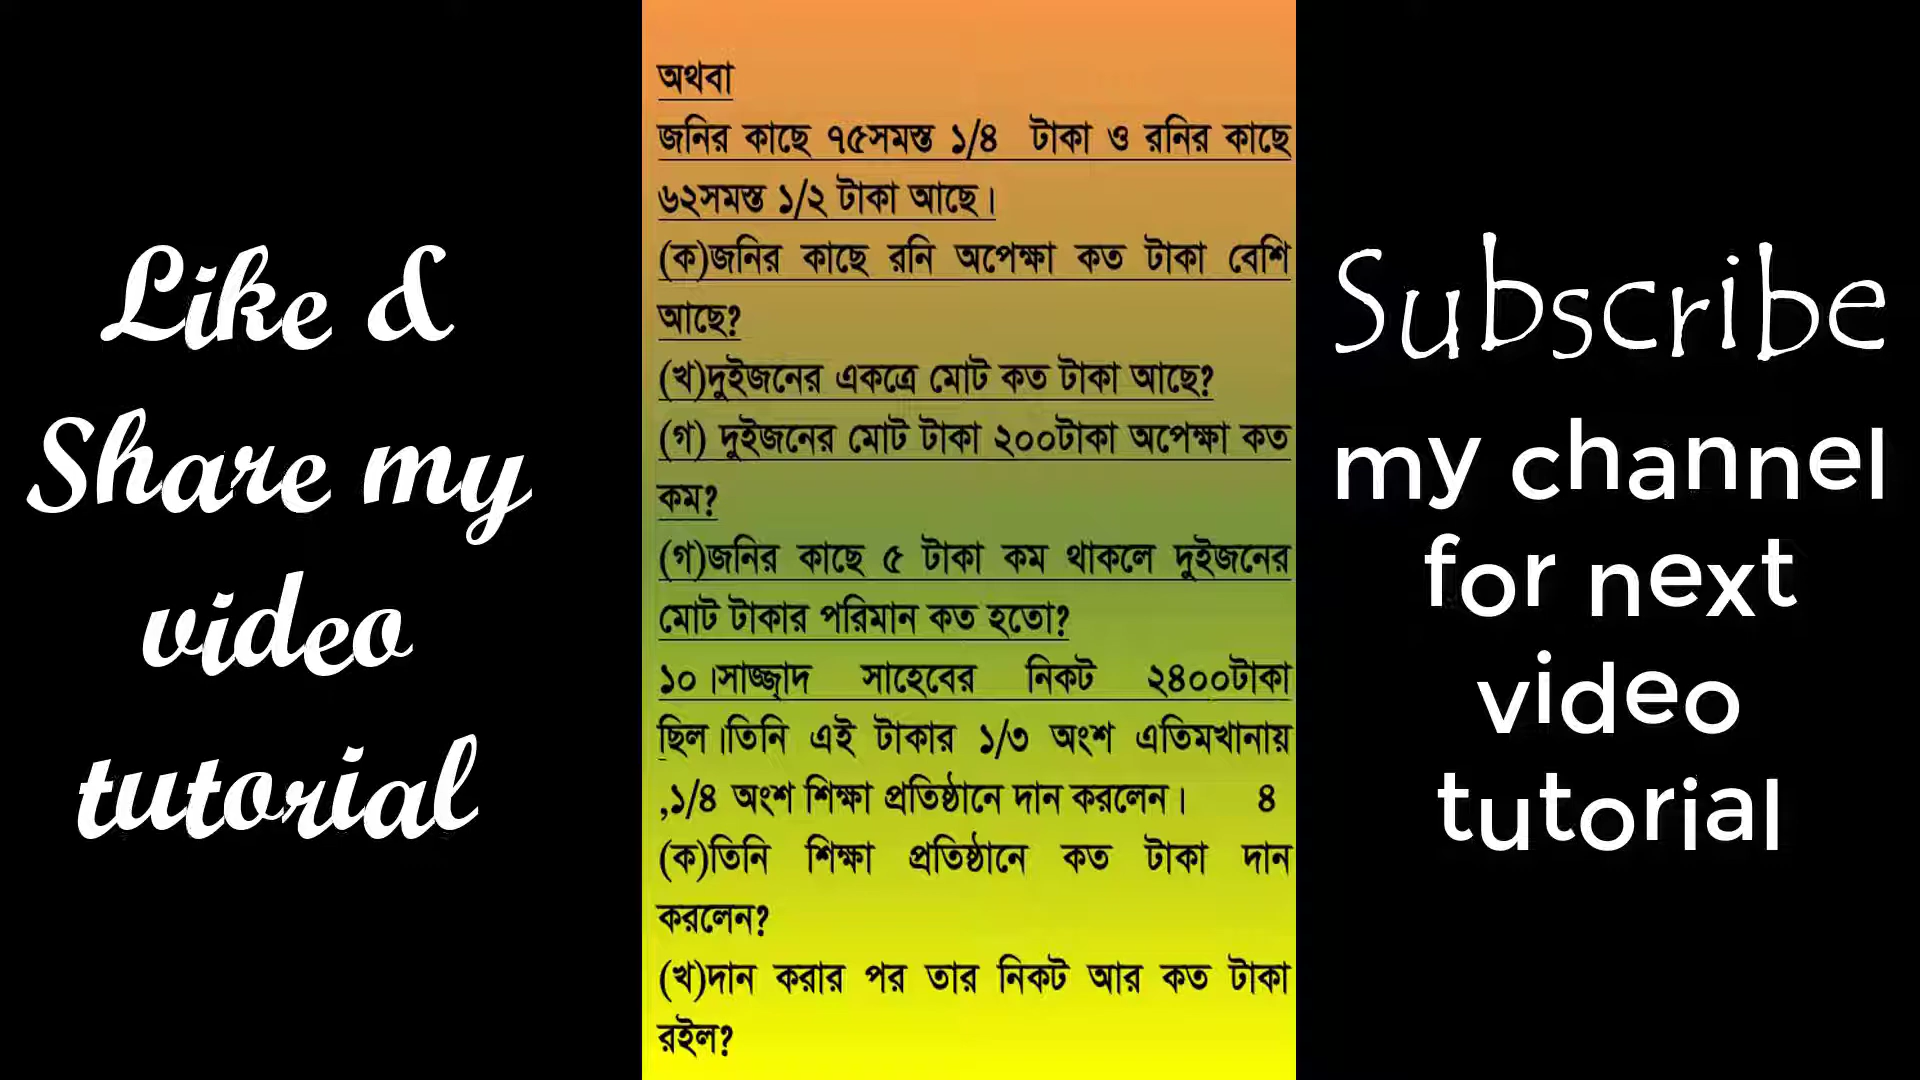 Like &
Share my
video
tutorial
অথবা
জনির কাছে ৭৫সমস্ত ১/৪ টাকা ও রনির কাছে
৬২সমস্ত ১/২ টাকা আছে।
(ক)জনির কাছে রনি অপেক্ষা কত টাকা বেশি
আছে?
(খ)দুইজনের একত্রে মোট কত টাকা আছে?
(গ) দুইজনের মোট টাকা ২০০টাকা অপেক্ষা কত
কম?
(গ)জনির কাছে ৫ টাকা কম থাকলে দুইজনের
মোট টাকার পরিমান কত হতো?
১০।সাজ্জাদ সাহেবের নিকট ২৪০০টাকা
ছিল।তিনি এই টাকার ১/৩ অংশ এতিমখানায়
,১/৪ অংশ শিক্ষা প্রতিষ্ঠানে দান করলেন। ৪
(ক)তিনি শিক্ষা প্রতিষ্ঠানে কত টাকা দান
করলেন?
(খ)দান করার পর তার নিকট আর কত টাকা
রইল?
Subscribe
my channel
for next
video
tutorial